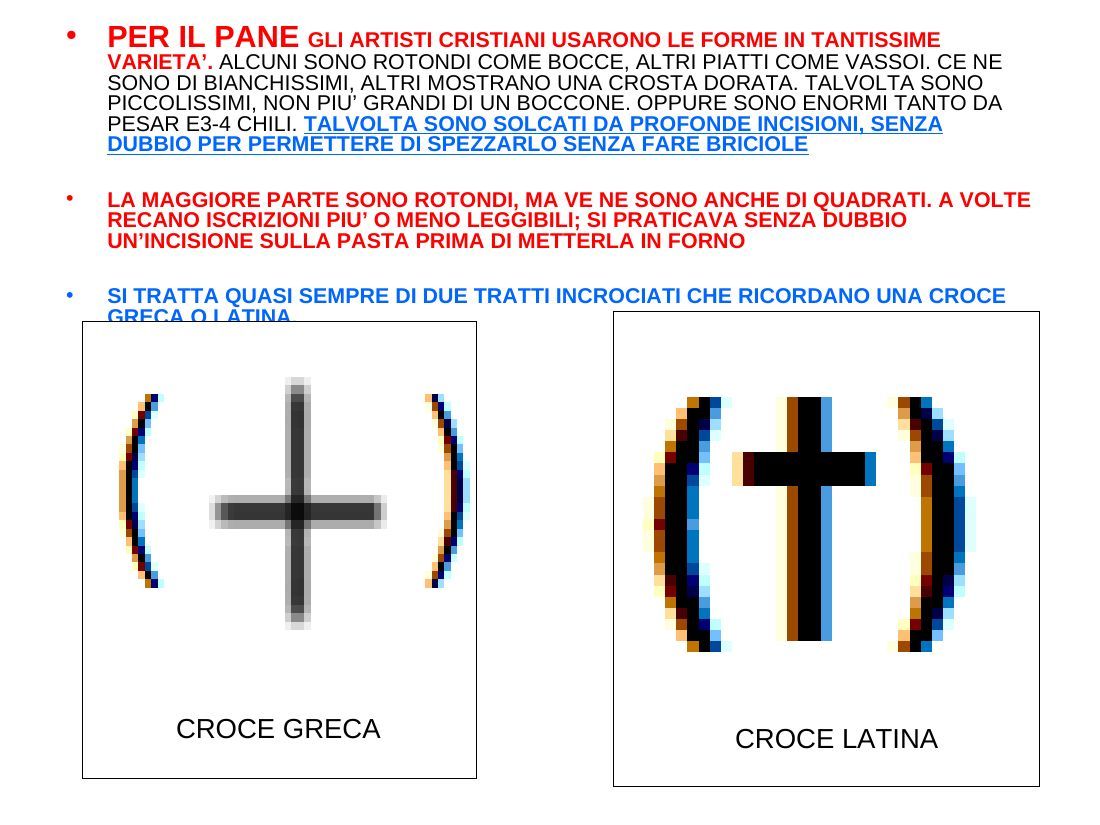 • PER IL PANE GLI ARTISTI CRISTIANI USARONO LE FORME IN TANTISSIME
VARIETA’. ALCUNI SONO ROTONDI COME BOCCE, ALTRI PIATTI COME VASSOI. CE NE
SONO DI BIANCHISSIMI, ALTRI MOSTRANO UNA CROSTA DORATA. TALVOLTA SONO
PICCOLISSIMI, NON PIU’ GRANDI DI UN BOCCONE. OPPURE SONO ENORMI TANTO DA
PESAR E3-4 CHILI. TALVOLTA SONO SOLCATI DA PROFONDE INCISIONI, SENZA
DUBBIO PER PERMETTERE DI SPEZZARLO SENZA FARE BRICIOLE
• LA MAGGIORE PARTE SONO ROTONDI, MA VE NE SONO ANCHE DI QUADRATI. A VOLTE
RECANO ISCRIZIONI PIU’ O MENO LEGGIBILI; SI PRATICAVA SENZA DUBBIO
UN’INCISIONE SULLA PASTA PRIMA DI METTERLA IN FORNO
• SI TRATTA QUASI SEMPRE DI DUE TRATTI INCROCIATI CHE RICORDANO UNA CROCE
GRECA O LATINA
CROCE GRECA
CROCE LATINA